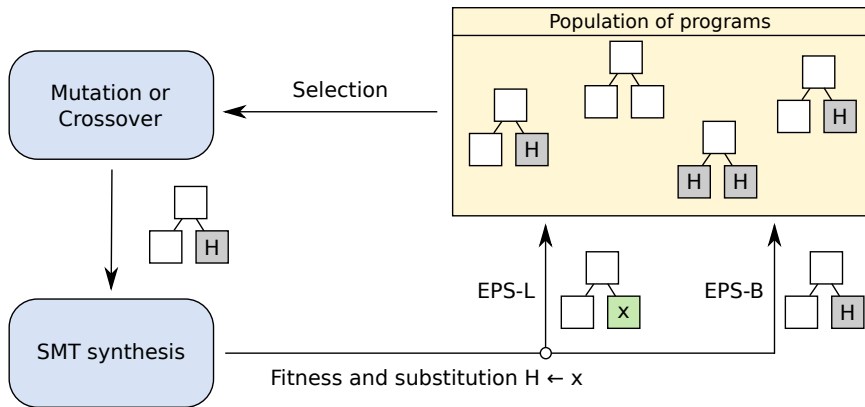 Population of programs
Mutation or
Crossover
Selection
H
H
H
H
H
SMT synthesis
EPS-L
x
EPS-B
H
Fitness and substitution H ← x